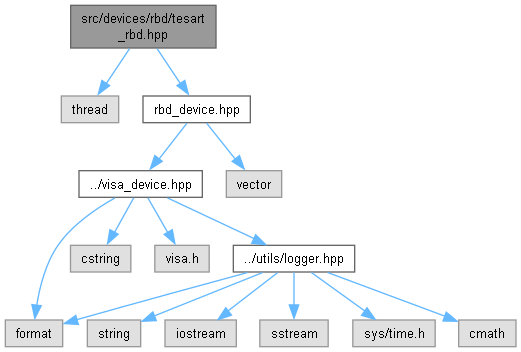 src/devices/rbd/tesart
_rbd.hpp
thread
rbd_device.hpp
../visa_device.hpp
vector
cstring
visa.h
../utils/logger.hpp
format
string
iostream
sstream
sys/time.h
cmath